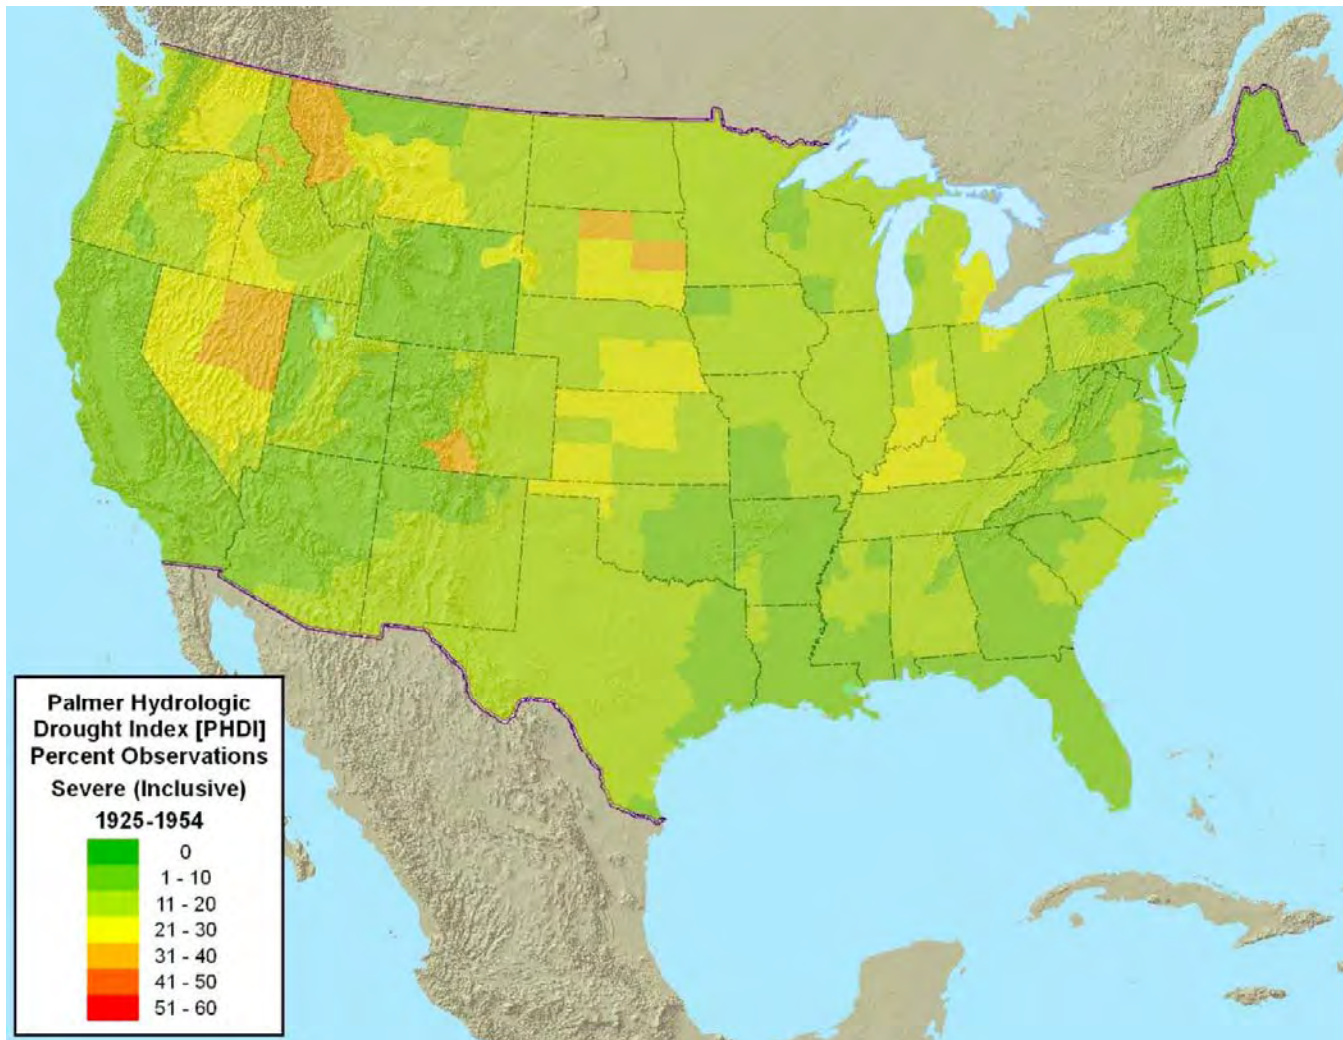 Palmer Hydrologic
Drought Index [PHDI]
Percent Observations
Severe (Inclusive)
1925-1954
0
1 - 10
11 - 20
21 - 30
31 - 40
41 - 50
51 - 60